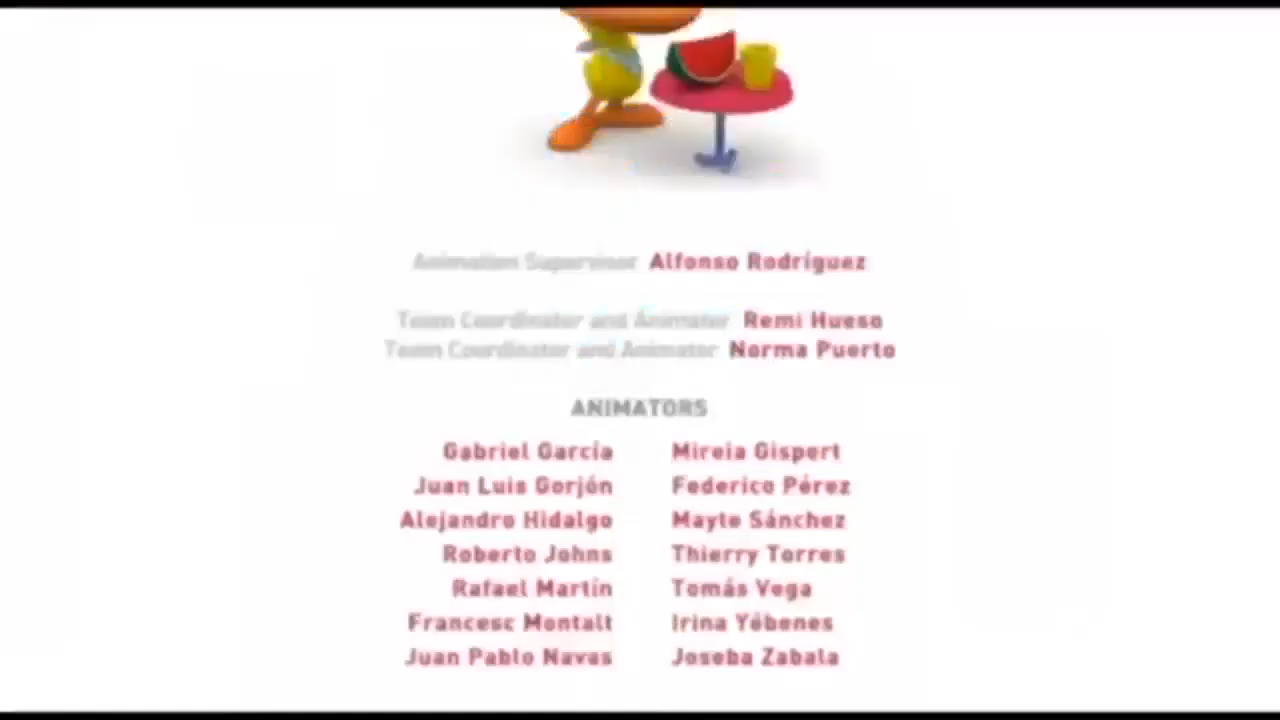 Animation Supervisor Alfonso Rodríguez
Team Coordinator and Animator Remi Hueso
Team Coordinator and Animator Norma Puerto
ANIMATORS
Gabriel García Mireia Gispert
Juan Luis Gorjón Federico Pérez
Alejandro Hidalgo Mayte Sánchez
Roberto Johns Thierry Torres
Rafael Martín Tomás Vega
Francesc Montalt Irina Yébenes
Juan Pablo Navas Joseba Zabala